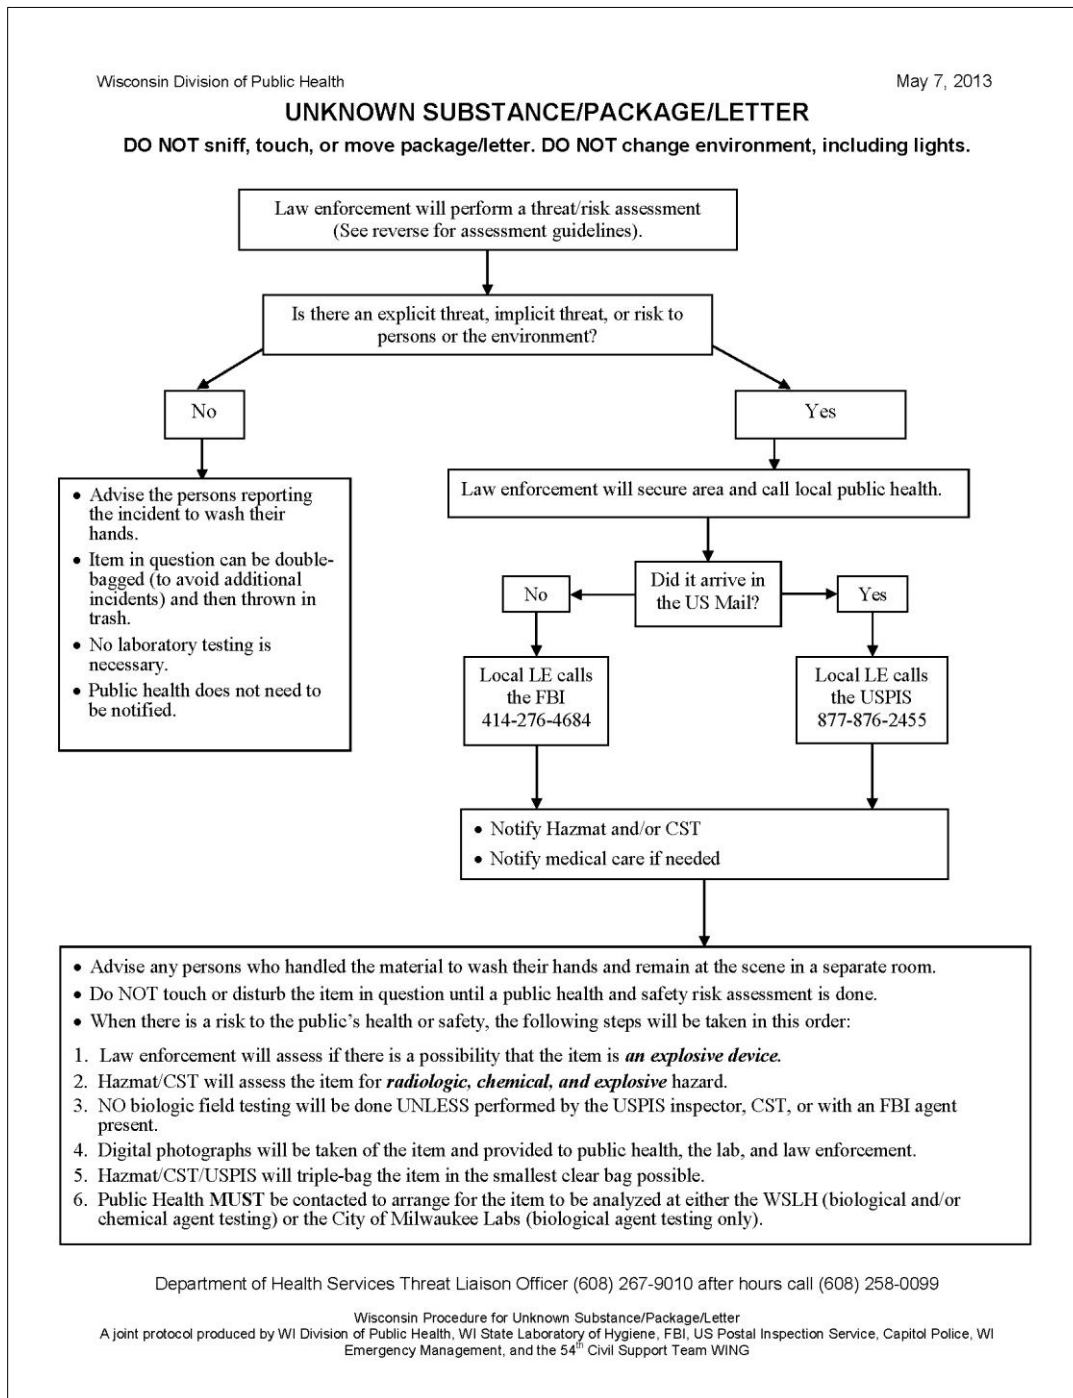 Wisconsin Division of Public Health
May 7, 2013
UNKNOWN SUBSTANCE/PACKAGE/LETTER
DO NOT sniff, touch, or move package/letter. DO NOT change environment, including lights.
Law enforcement will perform a threat/risk assessment
(See reverse for assessment guidelines).
Is there an explicit threat, implicit threat, or risk to
persons or the environment?
No
Yes
• Advise the persons reporting
the incident to wash their
hands.
• Item in question can be double-
bagged (to avoid additional
incidents) and then thrown in
trash.
• No laboratory testing is
necessary.
• Public health does not need to
be notified.
Law enforcement will secure area and call local public health.
Did it arrive in
the US Mail?
No
Yes
Local LE calls
the FBI
414-276-4684
Local LE calls
the USPIS
877-876-2455
• Notify Hazmat and/or CST
• Notify medical care if needed
• Advise any persons who handled the material to wash their hands and remain at the scene in a separate room.
• Do NOT touch or disturb the item in question until a public health and safety risk assessment is done.
• When there is a risk to the public's health or safety, the following steps will be taken in this order:
1. Law enforcement will assess if there is a possibility that the item is an explosive device.
2. Hazmat/CST will assess the item for radiologic, chemical, and explosive hazard.
3. NO biologic field testing will be done UNLESS performed by the USPIS inspector, CST, or with an FBI agent
present.
4. Digital photographs will be taken of the item and provided to public health, the lab, and law enforcement.
5. Hazmat/CST/USPIS will triple-bag the item in the smallest clear bag possible.
6. Public Health MUST be contacted to arrange for the item to be analyzed at either the WSLH (biological and/or
chemical agent testing) or the City of Milwaukee Labs (biological agent testing only).
Department of Health Services Threat Liaison Officer (608) 267-9010 after hours call (608) 258-0099
Wisconsin Procedure for Unknown Substance/Package/Letter
A joint protocol produced by WI Division of Public Health, WI State Laboratory of Hygiene, FBI, US Postal Inspection Service, Capitol Police, WI
Emergency Management, and the 54th Civil Support Team WING